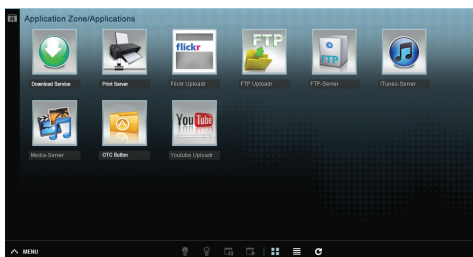 Application Zone/Applications
flickr
FTP
FTP
Download Service
Print Server
Flickr Uploadr
FTP Uploadr
FTP-Server
iTunes-Server
You Tube
Media-Server
OTC Button
Youtube Uploadr
MENU